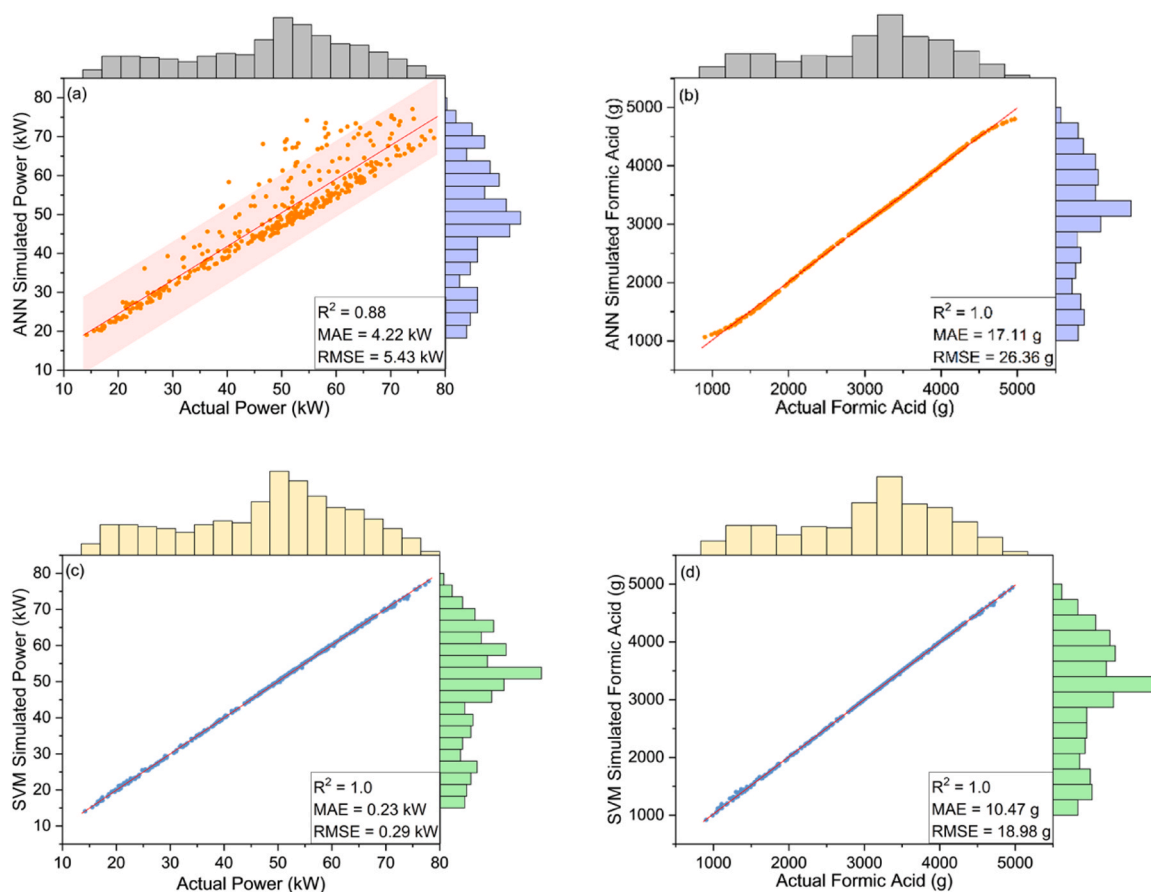 (a)
ANN Simulated Power (kW)
80
70
60
50
40
30
20
10
R² = 0.88
MAE = 4.22 kW
RMSE = 5.43 kW
10 20 30 40 50 60 70 80
Actual Power (kW)
(b)
ANN Simulated Formic Acid (g)
5000
4000
3000
2000
1000
R² = 1.0
MAE = 17.11 g
RMSE = 26.36 g
1000 2000 3000 4000 5000
Actual Formic Acid (g)
(c)
SVM Simulated Power (kW)
80
70
60
50
40
30
20
10
R² = 1.0
MAE = 0.23 kW
RMSE = 0.29 kW
10 20 30 40 50 60 70 80
Actual Power (kW)
(d)
SVM Simulated Formic Acid (g)
5000
4000
3000
2000
1000
R² = 1.0
MAE = 10.47 g
RMSE = 18.98 g
1000 2000 3000 4000 5000
Actual Formic Acid (g)